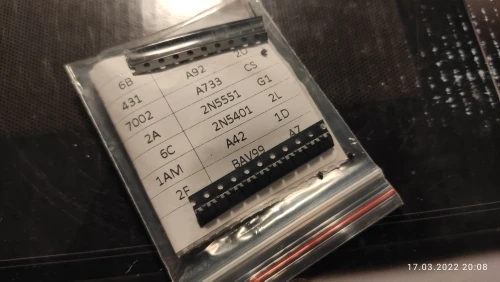 6B A92 2D
431 A733 CS
7002 2N5551 G1
2A 2N5401 2L
6C A42 1D
1AM BAV99 A7
2F
17.03.2022 20:08